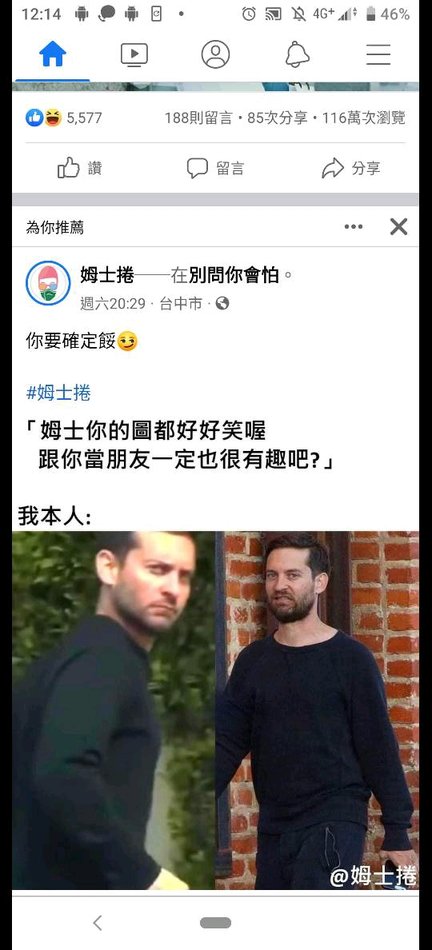 12:14 4G+ 46%
5,577 188則留言・85次分享・116萬次瀏覽
讚 留言 分享
為你推薦
姆士捲——在別問你會怕。
週六20:29 · 台中市 ·
你要確定餒😏
#姆士捲
「姆士你的圖都好好笑喔
跟你當朋友一定也很有趣吧?」
我本人:
@姆士捲